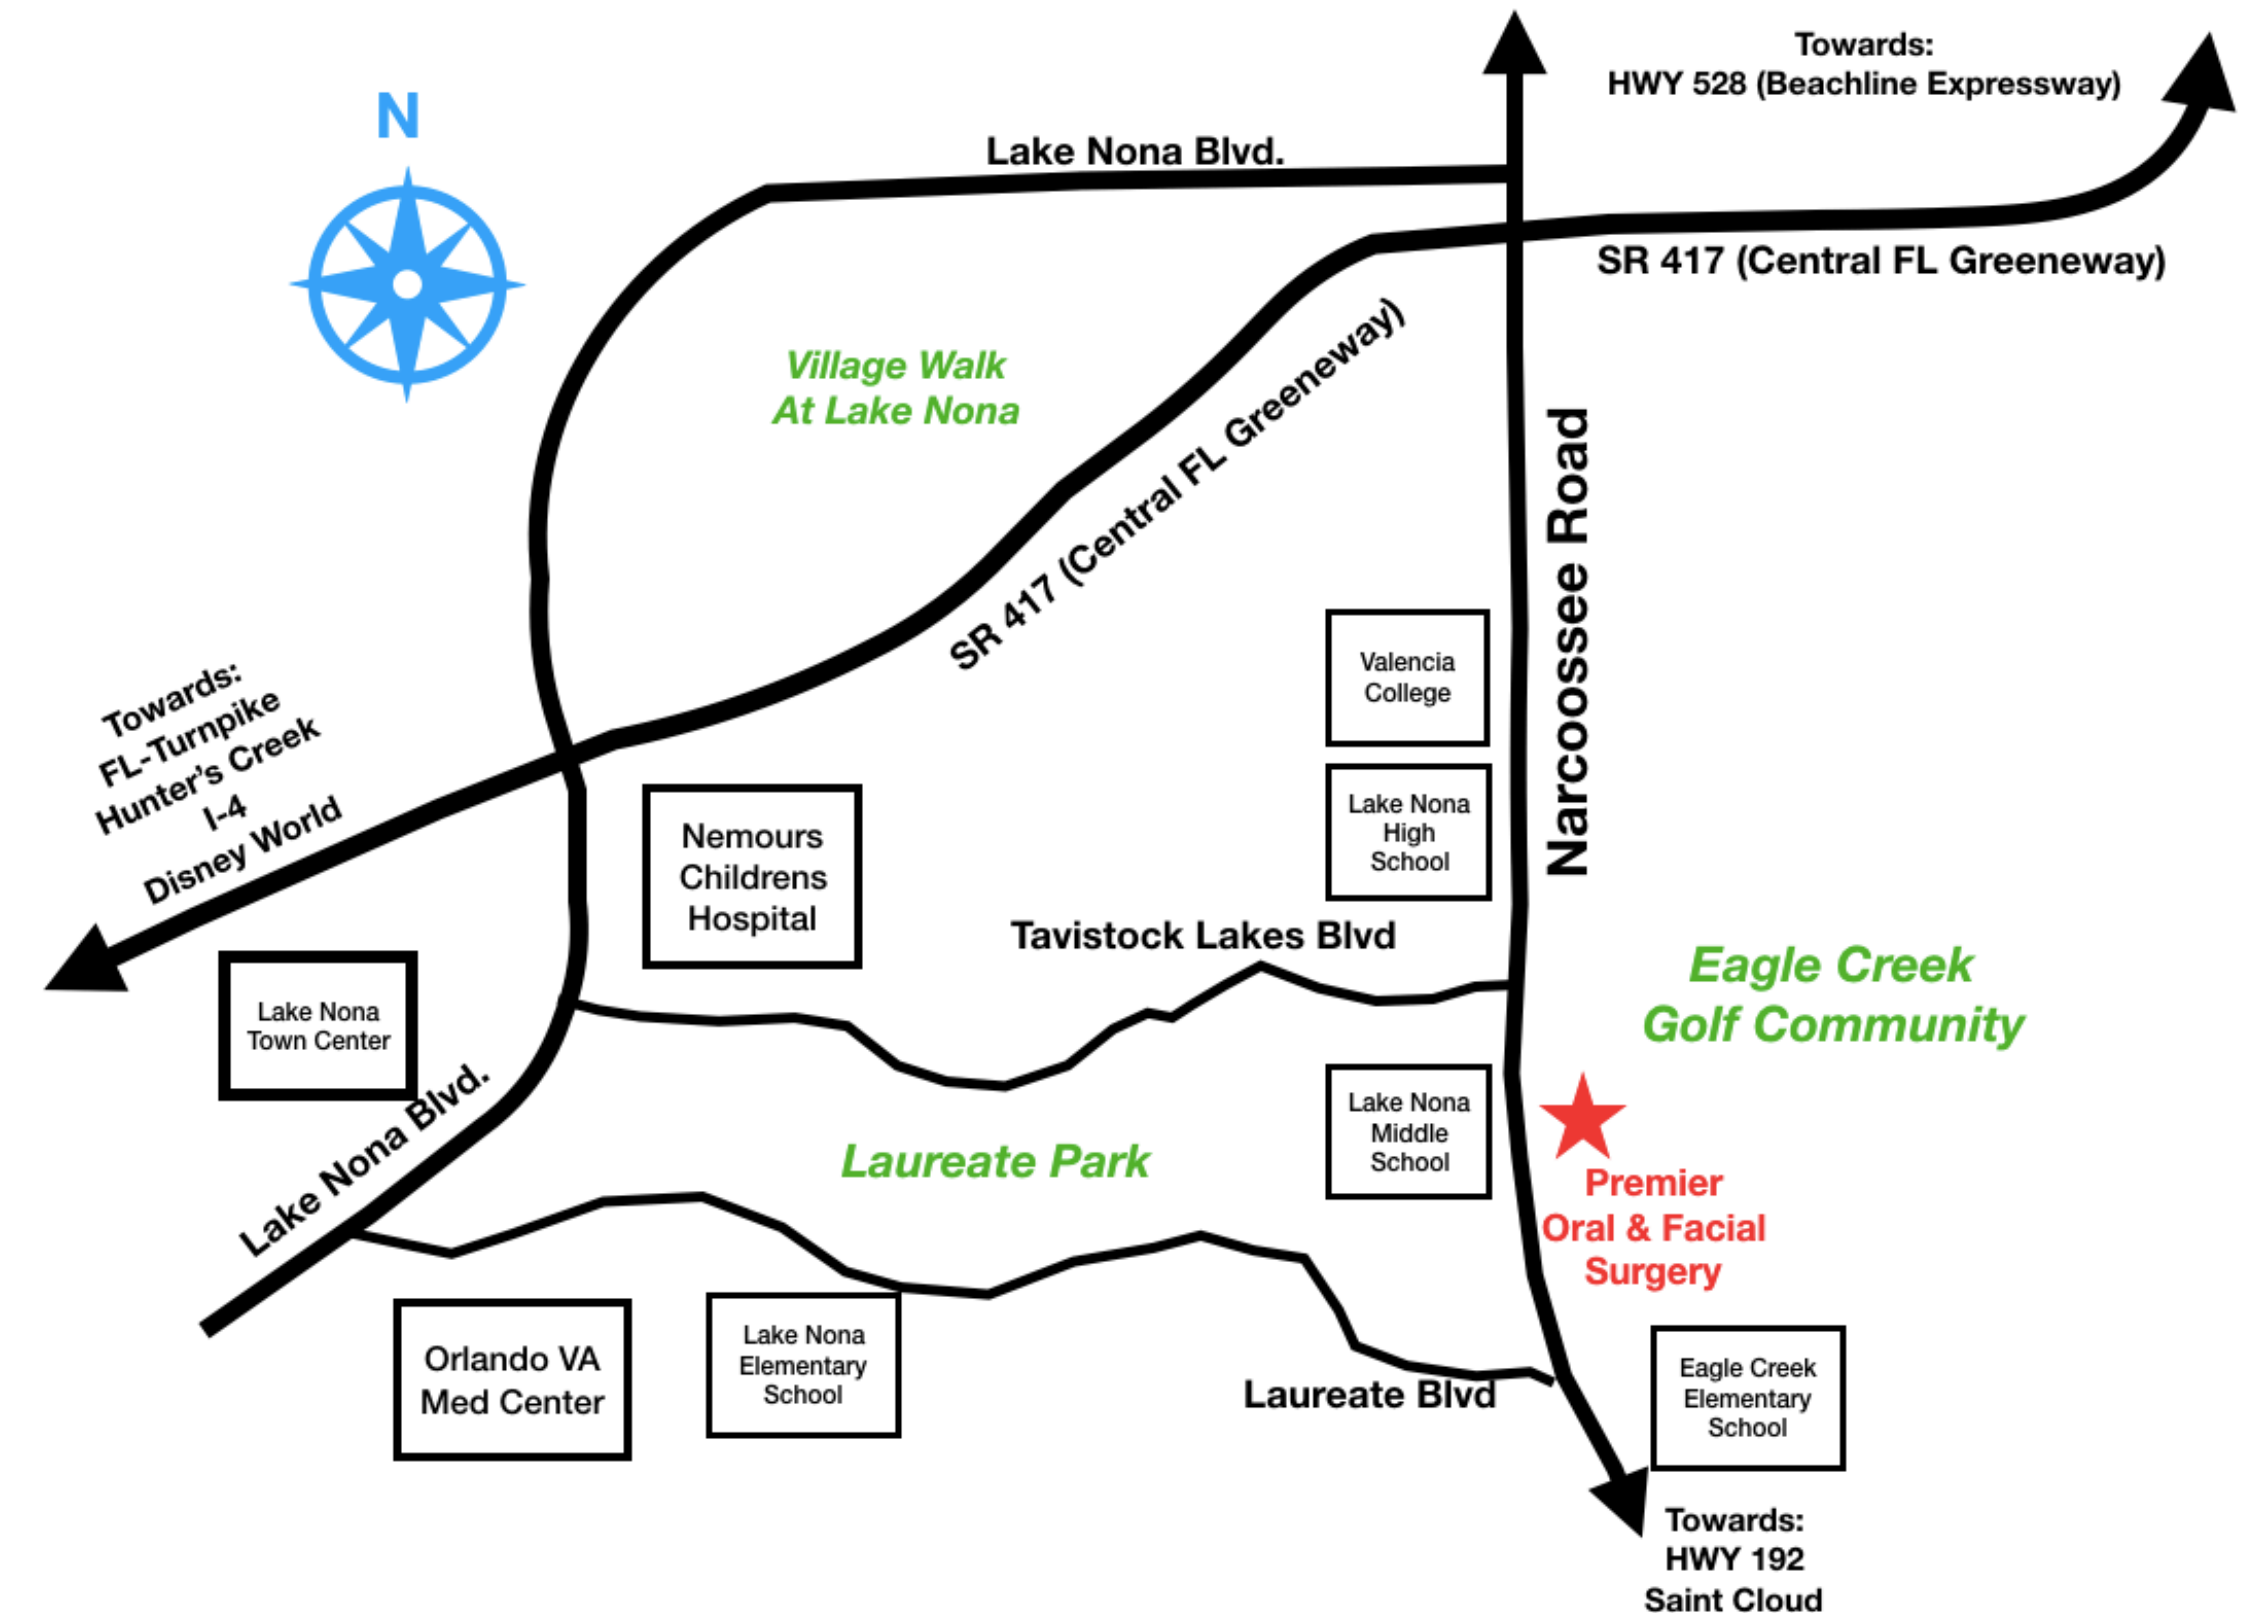 Towards:
HWY 528 (Beachline Expressway)
N
Lake Nona Blvd.
SR 417 (Central FL Greeneway)
Village Walk
At Lake Nona
SR 417 (Central FL Greeneway)
Narcoossee Road
Valencia
College
Towards:
FL-Turnpike
Hunter's Creek
I-4
Disney World
Nemours
Childrens
Hospital
Lake Nona
High
School
Tavistock Lakes Blvd
Eagle Creek
Golf Community
Lake Nona
Town Center
Lake Nona Blvd.
Laureate Park
Lake Nona
Middle
School
Premier
Oral & Facial
Surgery
Orlando VA
Med Center
Lake Nona
Elementary
School
Laureate Blvd
Eagle Creek
Elementary
School
Towards:
HWY 192
Saint Cloud